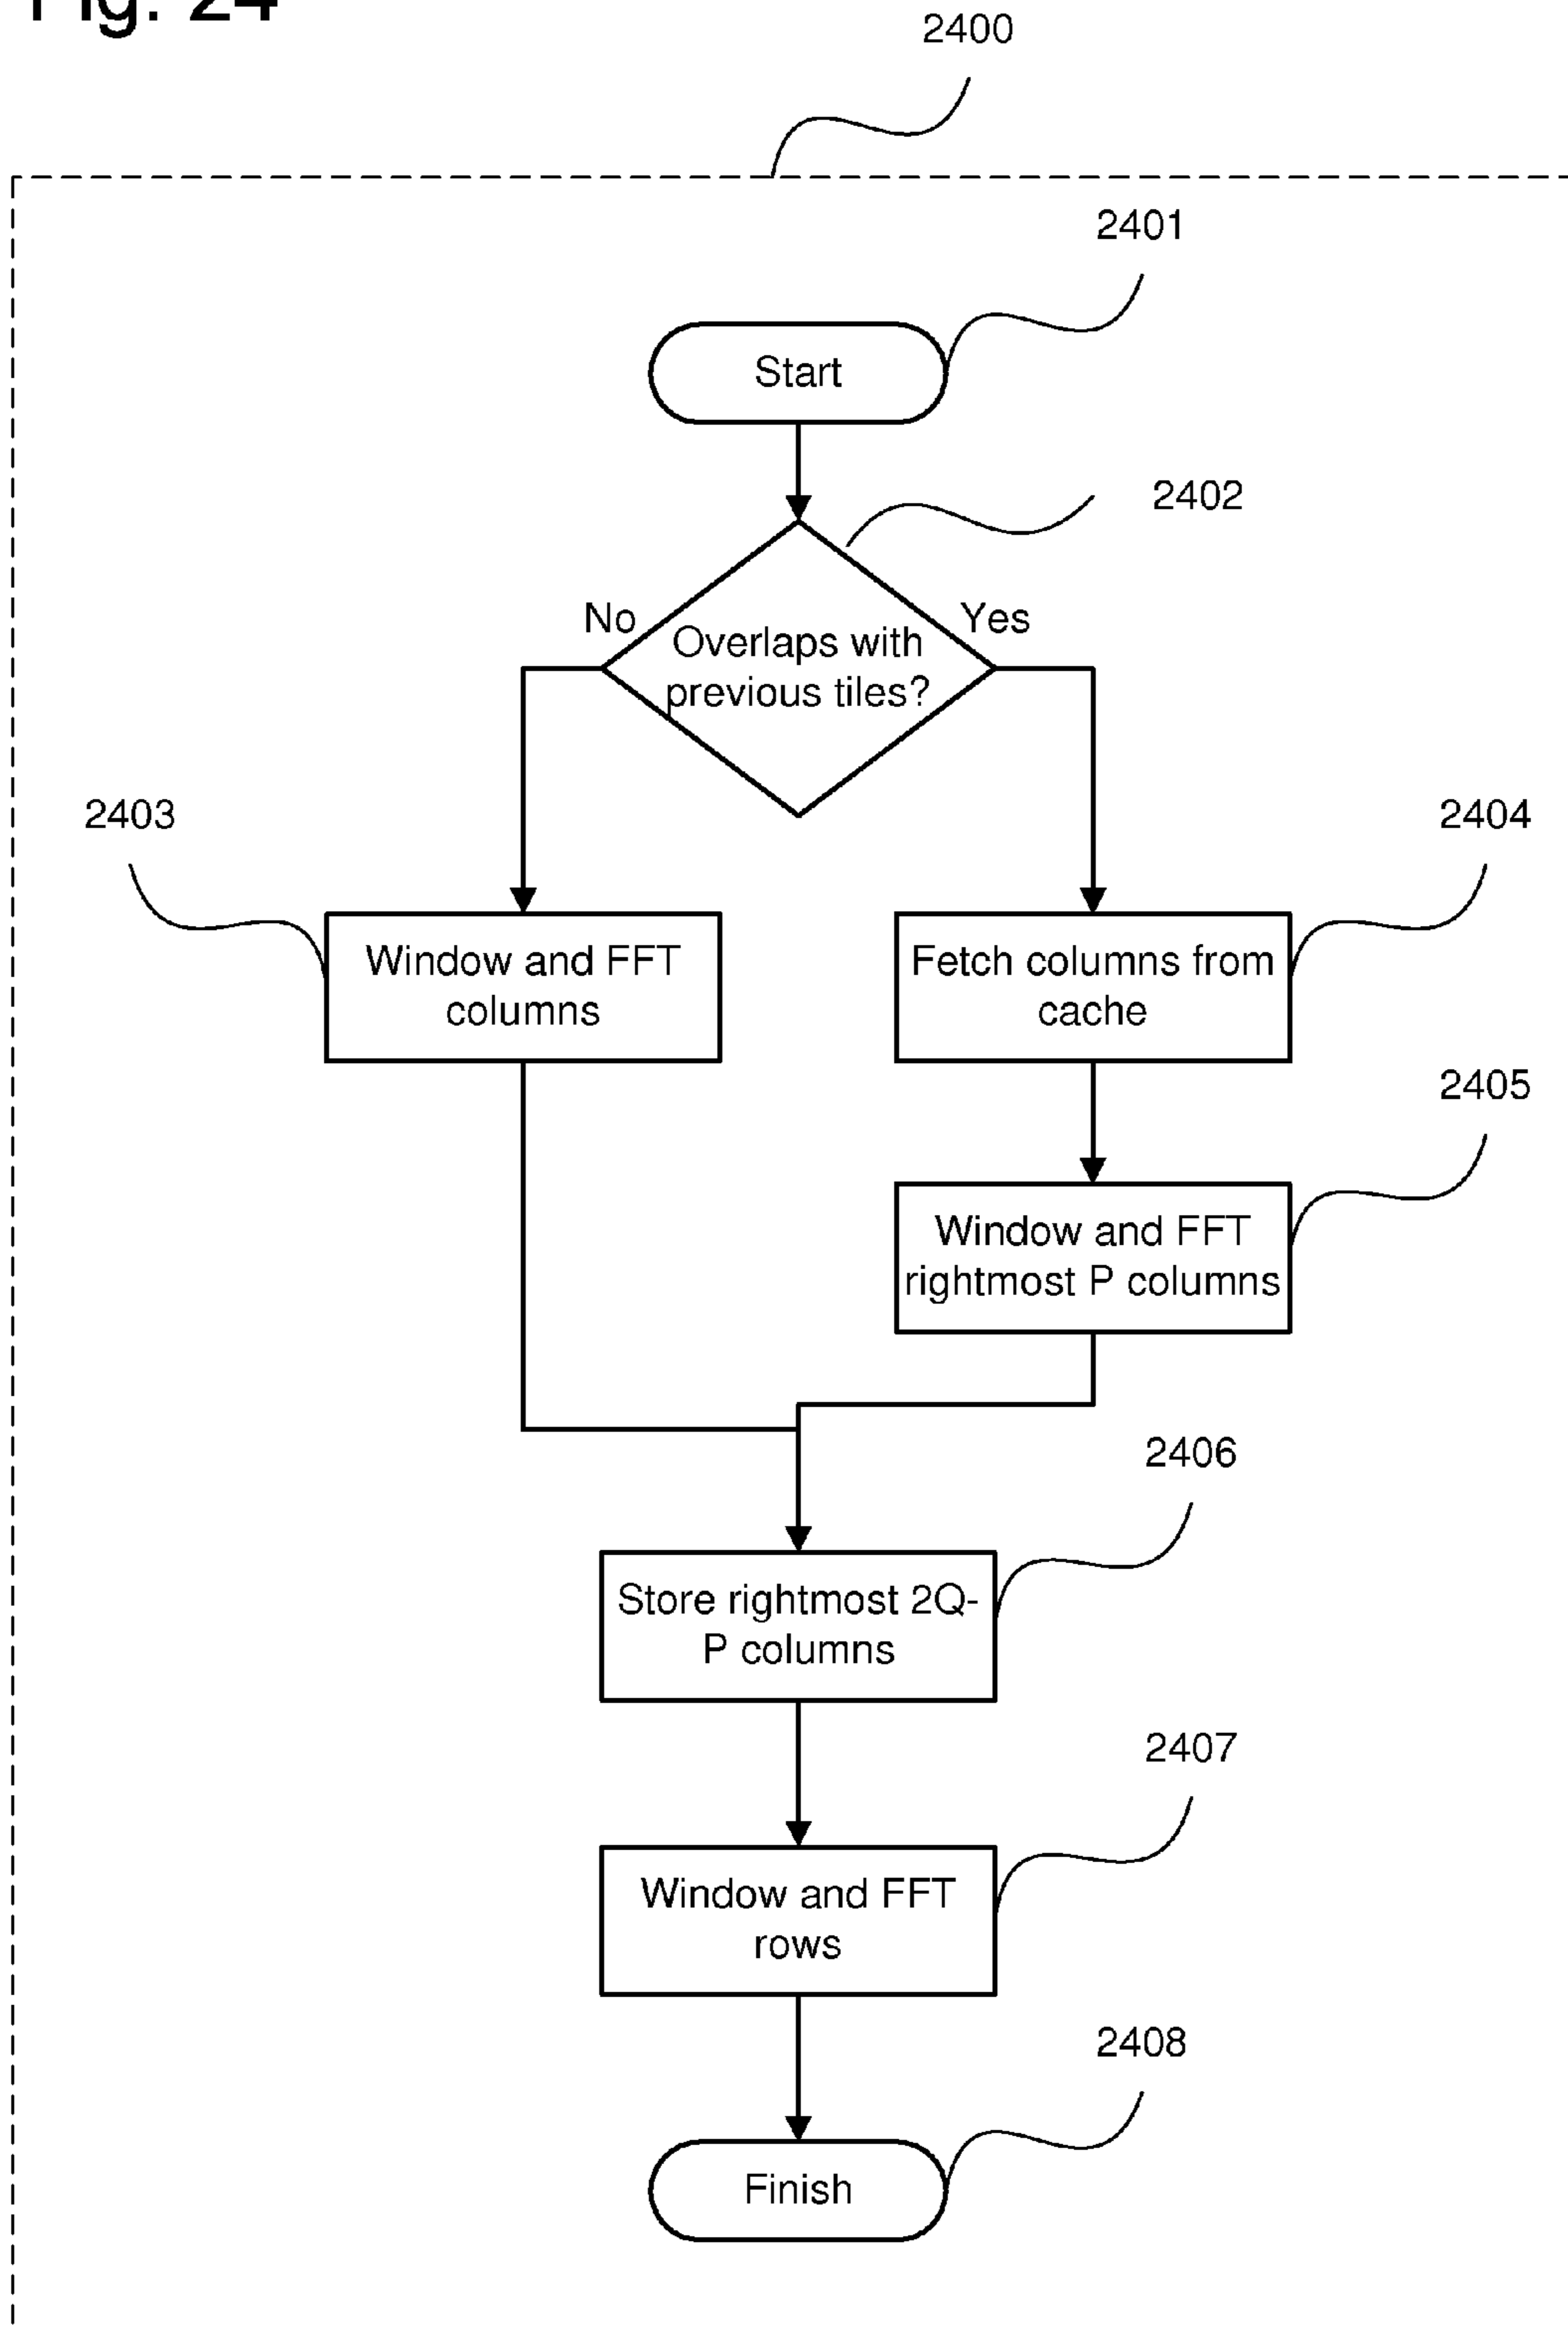 Fig. 24
2400
2401
Start
2402
No
Yes
Overlaps with
previous tiles?
2403
2404
Window and FFT
columns
Fetch columns from
cache
2405
Window and FFT
rightmost P columns
2406
Store rightmost 2Q-
P columns
2407
Window and FFT
rows
2408
Finish